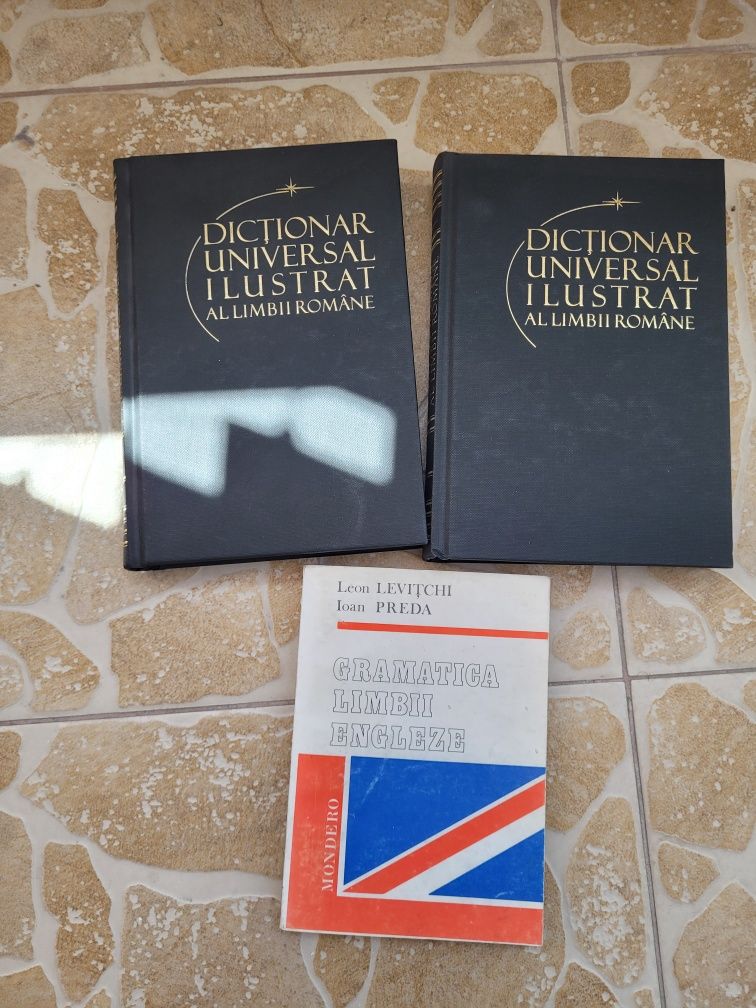 DICȚIONAR
UNIVERSAL
ILUSTRAT
AL LIMBII ROMÂNE
DICȚIONAR
UNIVERSAL
ILUSTRAT
AL LIMBII ROMÂNE
Leon LEVIȚCHI
Ioan PREDA
GRAMATICA
LIMBII
ENGLEZE
MONDERO